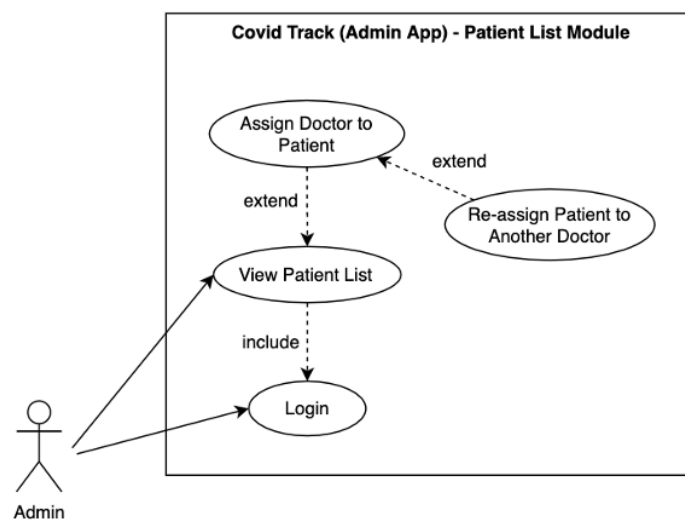 Covid Track (Admin App) - Patient List Module
Assign Doctor to
Patient
extend
extend
Re-assign Patient to
Another Doctor
View Patient List
include
Login
Admin